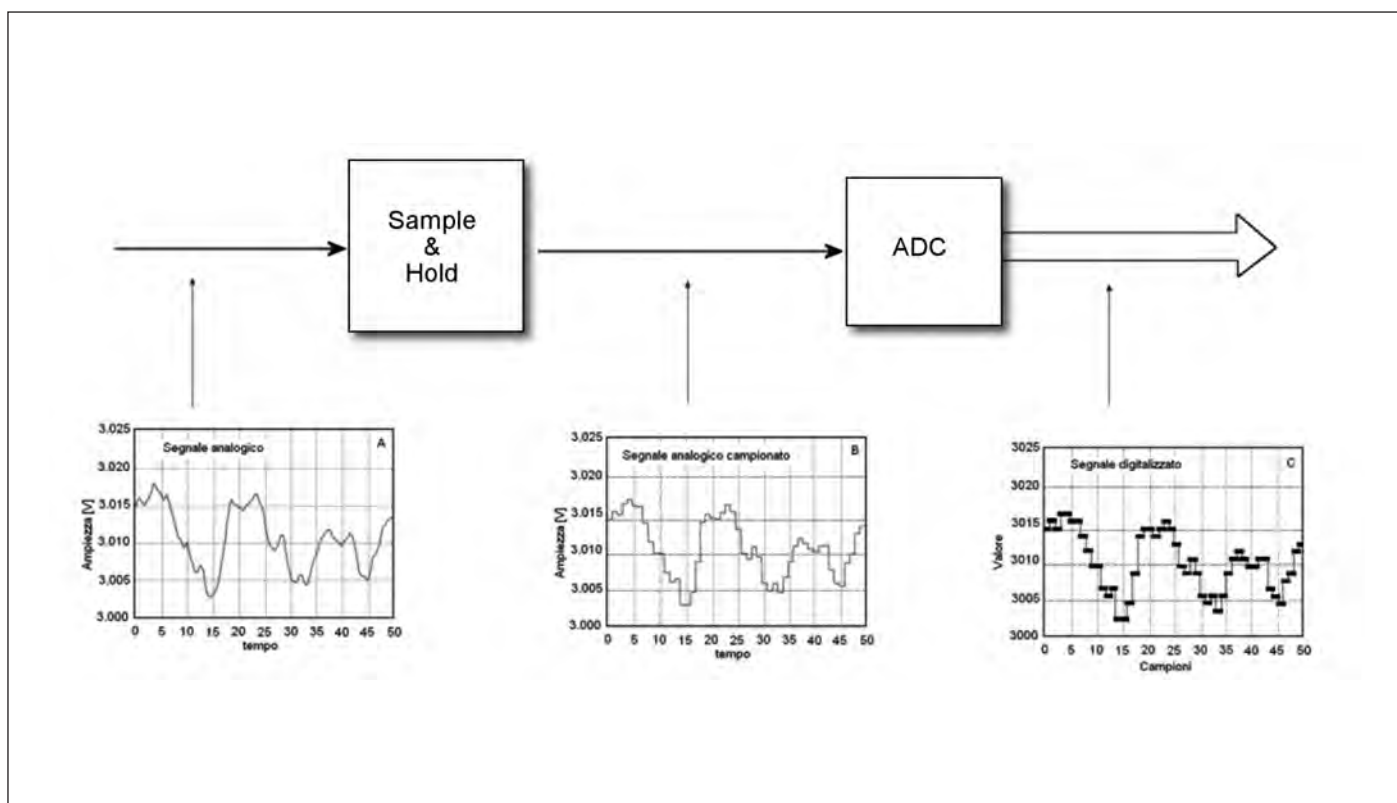 Sample
&
Hold
ADC
3.025
3.020
3.015
3.010
3.005
3.000
Ampiezza [V]
Segnale analogico
A
0 5 10 15 20 25 30 35 40 45 50
tempo
3.025
3.020
3.015
3.010
3.005
3.000
Ampiezza [V]
Segnale analogico campionato
B
0 5 10 15 20 25 30 35 40 45 50
tempo
3025
3020
3015
3010
3005
3000
Valore
Segnale digitalizzato
C
0 5 10 15 20 25 30 35 40 45 50
Campioni